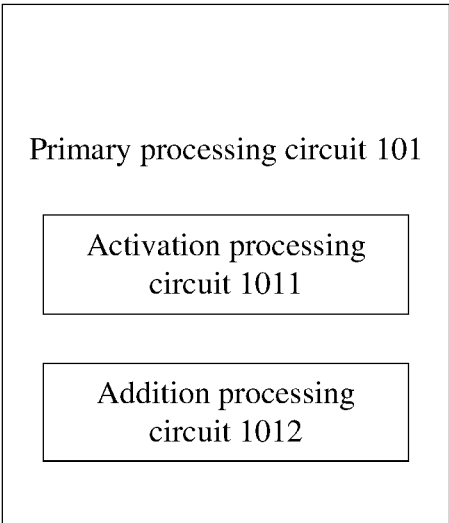 Primary processing circuit 101
Activation processing
circuit 1011
Addition processing
circuit 1012